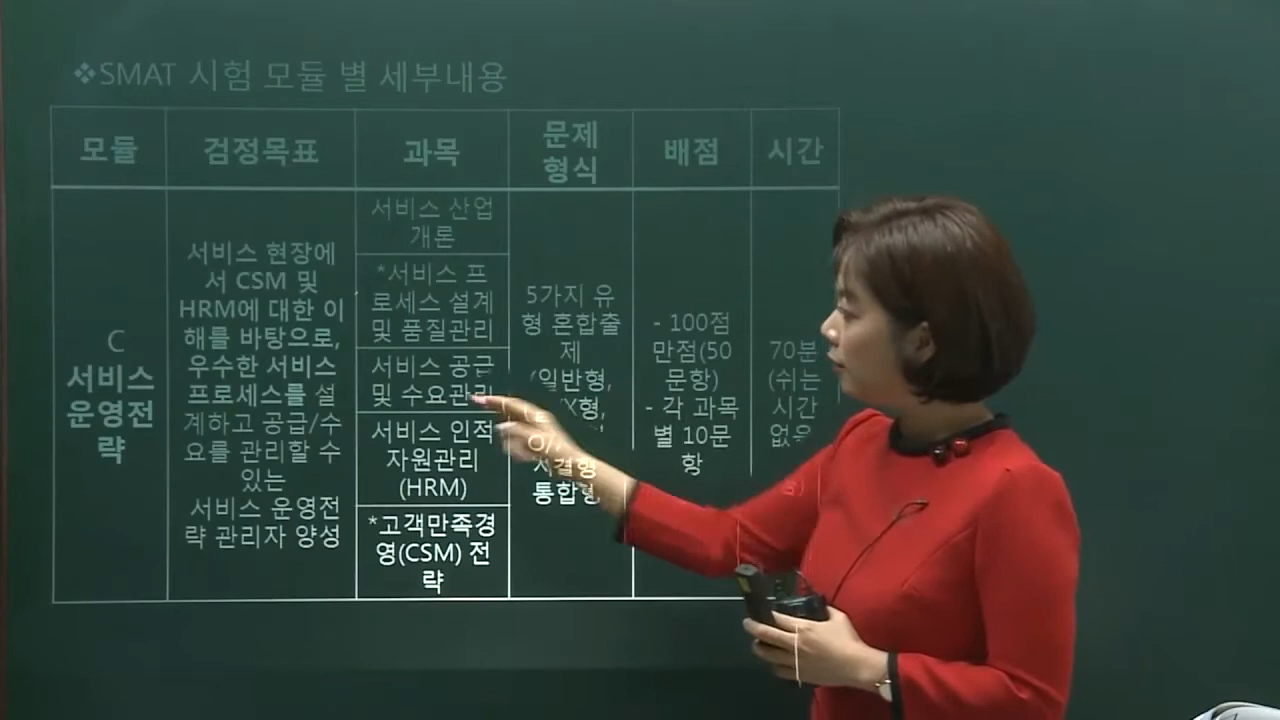 ❖SMAT 시험 모듈 별 세부내용
모듈
검정목표
과목
문제
형식
배점
시간
C
서비스
운영전
략
서비스 현장에
서 CSM 및
HRM에 대한 이
해를 바탕으로,
우수한 서비스
프로세스를 설
계하고 공급/수
요를 관리할 수
있는
서비스 운영전
략 관리자 양성
서비스 산업
개론
*서비스 프
로세스 설계
및 품질관리
서비스 공급
및 수요관리
서비스 인적
자원관리
(HRM)
*고객만족경
영(CSM) 전
략
5가지 유
형 혼합출
제
(일반형,
통합형
- 100점
만점(50
문항)
- 각 과목
별 10문
항
70분
(쉬는
시간
없음